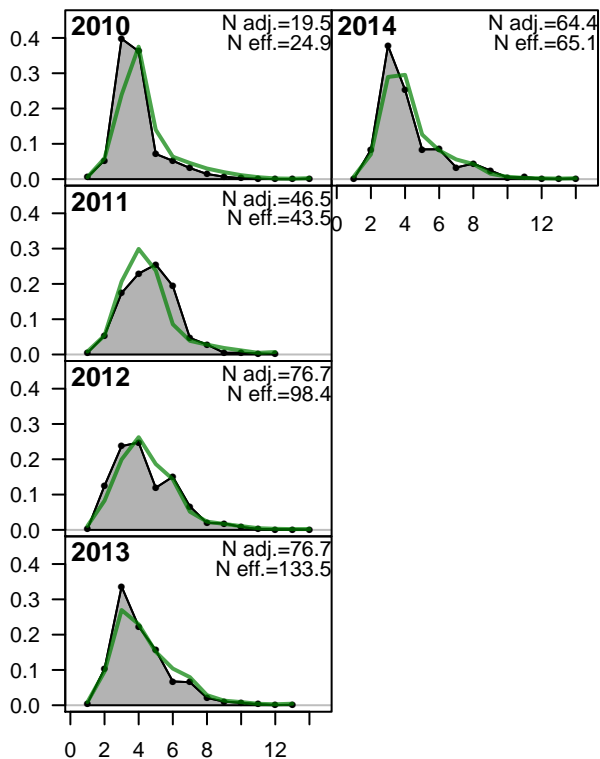 2010
N adj.=19.5
N eff.=24.9
0.4
0.3
0.2
0.1
0.0
2014
N adj.=64.4
N eff.=65.1
0 2 4 6 8 12
2011
N adj.=46.5
N eff.=43.5
0.4
0.3
0.2
0.1
0.0
2012
N adj.=76.7
N eff.=98.4
0.4
0.3
0.2
0.1
0.0
2013
N adj.=76.7
N eff.=133.5
0.4
0.3
0.2
0.1
0.0
0 2 4 6 8 12